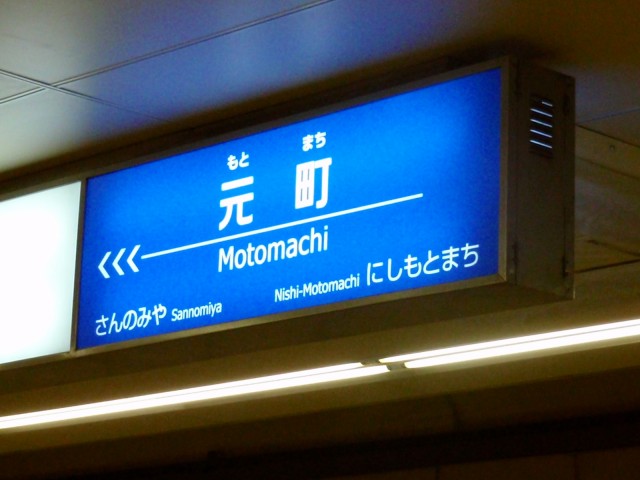 もと まち
元 町
Motomachi
さんのみや Sannomiya
Nishi-Motomachi にしもとまち